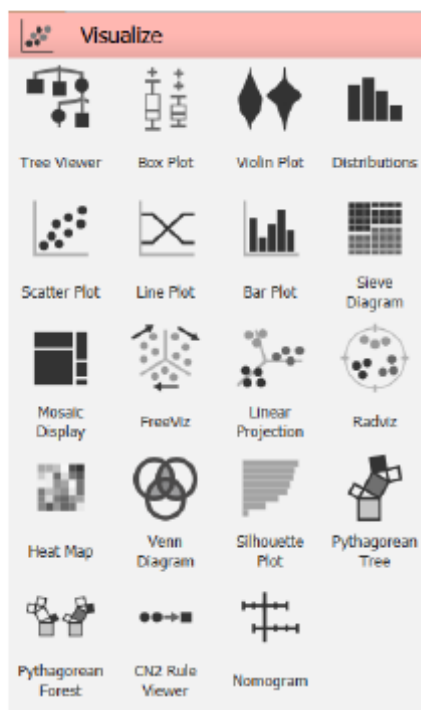 Visualize
Tree Viewer
Box Plot
Violin Plot
Distributions
Scatter Plot
Line Plot
Bar Plot
Sieve
Diagram
Mosaic
Display
FreeViz
Linear
Projection
Radviz
Heat Map
Venn
Diagram
Silhouette
Plot
Pythagorean
Tree
Pythagorean
Forest
CN2 Rule
Viewer
Nomogram